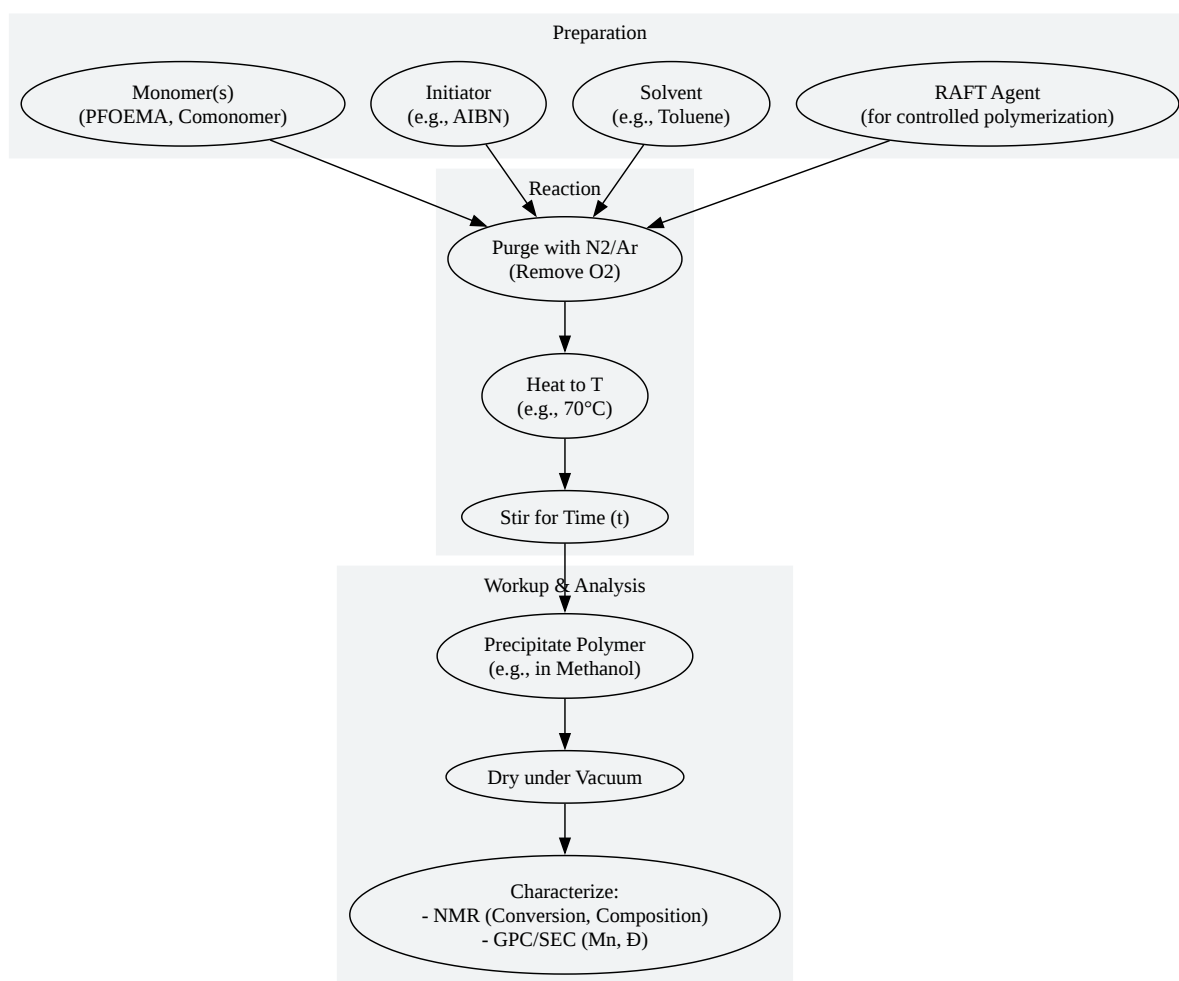 Preparation
Monomer(s)
(PFOEMA, Comonomer)
Initiator
(e.g., AIBN)
Solvent
(e.g., Toluene)
RAFT Agent
(for controlled polymerization)
Reaction
Purge with N2/Ar
(Remove O2)
Heat to T
(e.g., 70°C)
Stir for Time (t)
Workup & Analysis
Precipitate Polymer
(e.g., in Methanol)
Dry under Vacuum
Characterize:
- NMR (Conversion, Composition)
- GPC/SEC (Mn, Đ)